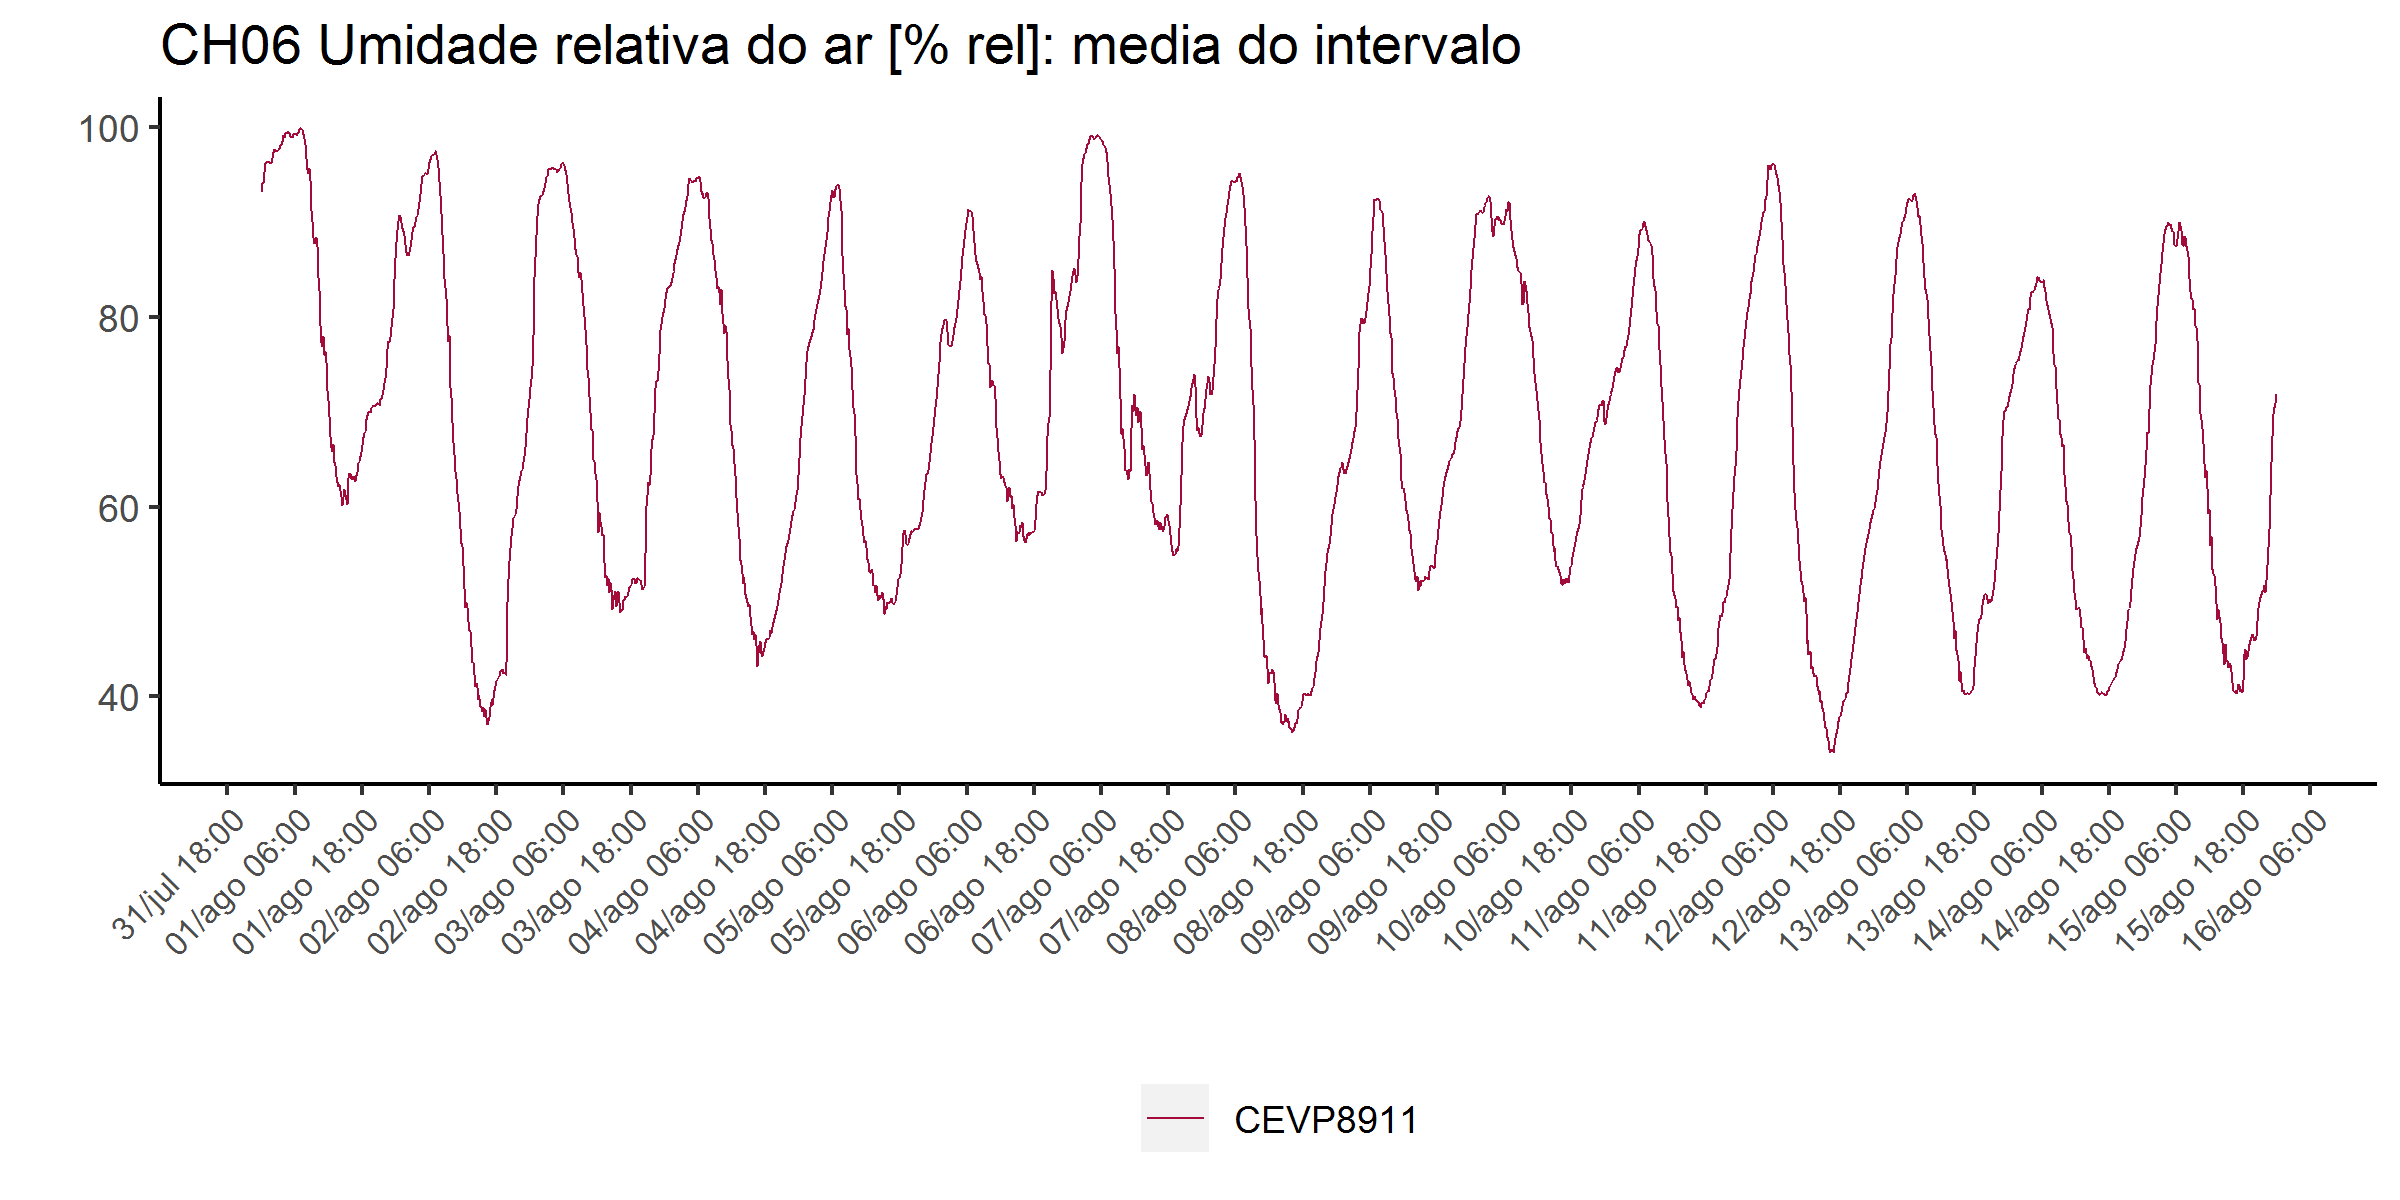 CH06 Umidade relativa do ar [% rel]: media do intervalo
100
80
60
40
31/jul 18:00
01/ago 06:00
01/ago 18:00
02/ago 06:00
02/ago 18:00
03/ago 06:00
03/ago 18:00
04/ago 06:00
04/ago 18:00
05/ago 06:00
05/ago 18:00
06/ago 06:00
06/ago 18:00
07/ago 06:00
07/ago 18:00
08/ago 06:00
08/ago 18:00
09/ago 06:00
09/ago 18:00
10/ago 06:00
10/ago 18:00
11/ago 06:00
11/ago 18:00
12/ago 06:00
12/ago 18:00
13/ago 06:00
13/ago 18:00
14/ago 06:00
14/ago 18:00
15/ago 06:00
15/ago 18:00
16/ago 06:00
CEVP8911